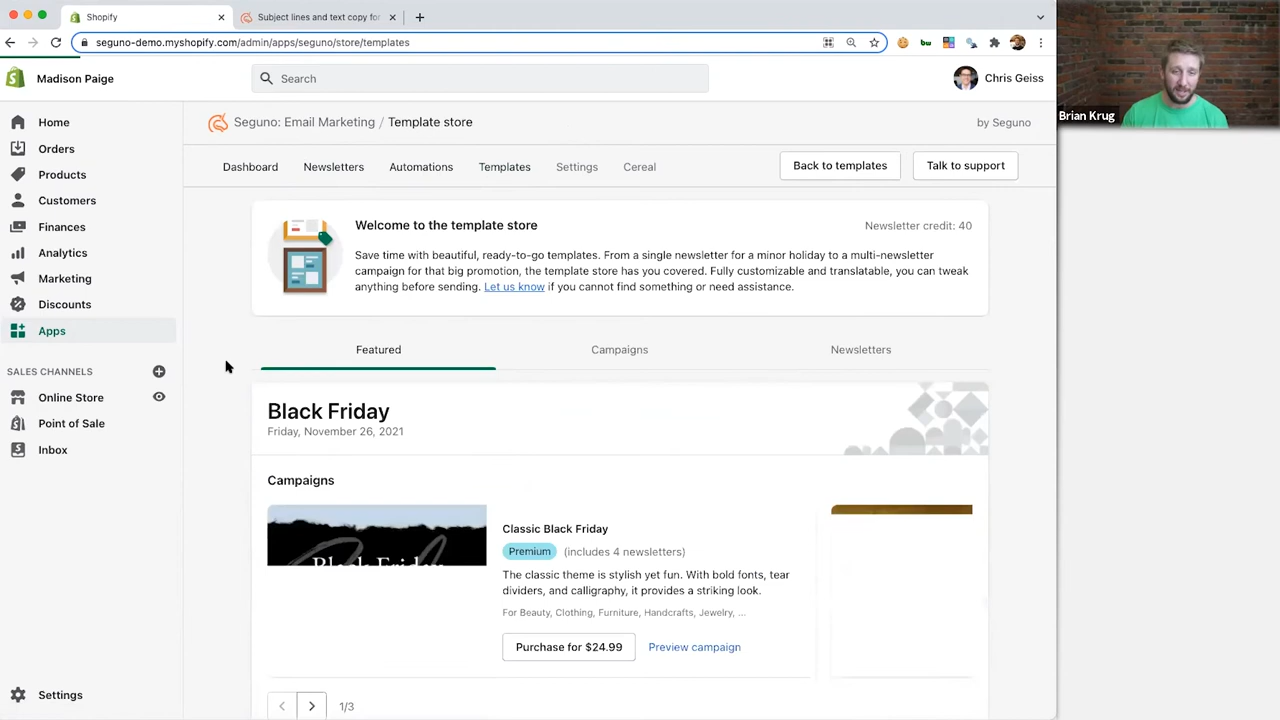 Shopify
Subject lines and text copy for
seguno-demo.myshopify.com/admin/apps/seguno/store/templates
Madison Paige
Search
Chris Geiss
Brian Krug
Home
Orders
Products
Customers
Finances
Analytics
Marketing
Discounts
Apps
SALES CHANNELS
Online Store
Point of Sale
Inbox
Settings
Seguno: Email Marketing / Template store
by Seguno
Dashboard
Newsletters
Automations
Templates
Settings
Cereal
Back to templates
Talk to support
Welcome to the template store
Newsletter credit: 40
Save time with beautiful, ready-to-go templates. From a single newsletter for a minor holiday to a multi-newsletter
campaign for that big promotion, the template store has you covered. Fully customizable and translatable, you can tweak
anything before sending. Let us know if you cannot find something or need assistance.
Featured
Campaigns
Newsletters
Black Friday
Friday, November 26, 2021
Campaigns
Black Friday
Classic Black Friday
Premium (includes 4 newsletters)
The classic theme is stylish yet fun. With bold fonts, tear
dividers, and calligraphy, it provides a striking look.
For Beauty, Clothing, Furniture, Handcrafts, Jewelry, ...
Purchase for $24.99
Preview campaign
1/3